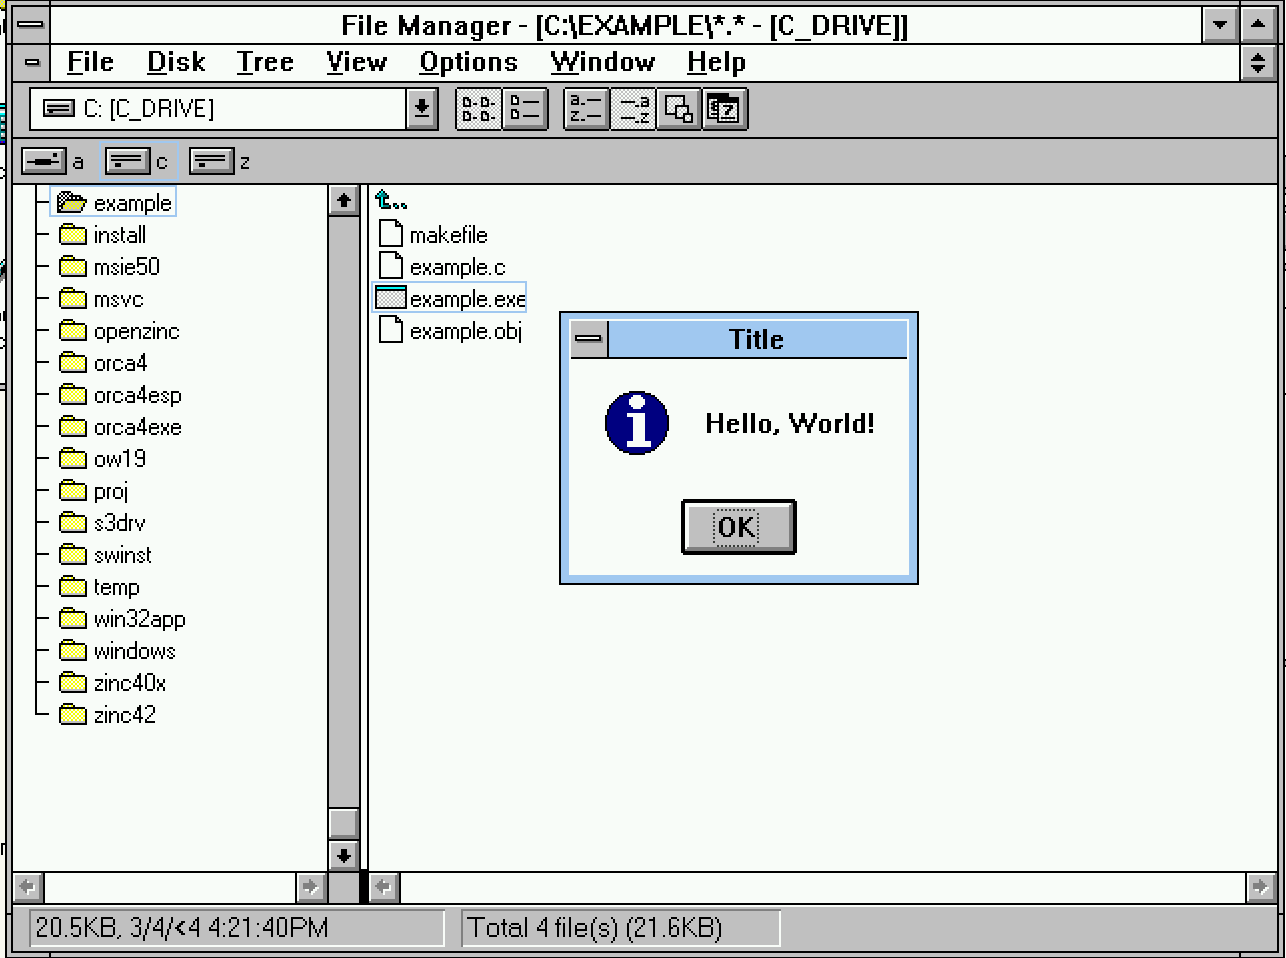 File Manager - [C:\EXAMPLE\*.* - [C_DRIVE]]
File Disk Tree View Options Window Help
C: [C_DRIVE]
a c z
example
install
msie50
msvc
openzinc
orca4
orca4esp
orca4exe
ow19
proj
s3drv
swinst
temp
win32app
windows
zinc40x
zinc42
..
makefile
example.c
example.exe
example.obj
Title
Hello, World!
OK
20.5KB, 3/4/<4 4:21:40PM
Total 4 file(s) (21.6KB)